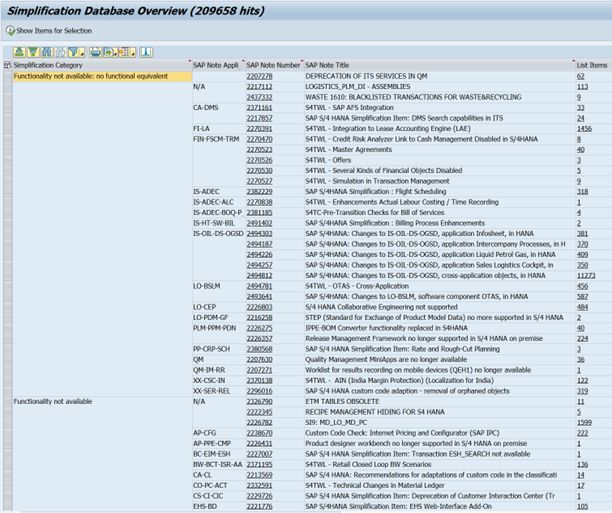 Simplification Database Overview (209658 hits)
Show Items for Selection
Simplification Category SAP Note Appli SAP Note Number SAP Note Title List Items
Functionality not available: no functional equivalent 2207278 DEPRECATION OF ITS SERVICES IN QM 62
N/A 2217112 LOGISTICS_PLM_DI - ASSEMBLIES 113
2437332 WASTE 1610: BLACKLISTED TRANSACTIONS FOR WASTE&RECYCLING 9
CA-DMS 2371161 S4TWL - SAP AFS Integration 33
2217857 SAP S/4 HANA Simplification Item: DMS Search capabilities in ITS 24
FI-LA 2270391 S4TWL - Integration to Lease Accounting Engine (LAE) 1456
FIN-FSCM-TRM 2270470 S4TWL - Credit Risk Analyzer Link to Cash Management Disabled in S/4HANA 8
2270523 S4TWL - Master Agreements 40
2270526 S4TWL - Offers 3
2270530 S4TWL - Several Kinds of Financial Objects Disabled 5
2270527 S4TWL - Simulation in Transaction Management 9
IS-ADEC 2382229 SAP S/4HANA Simplification : Flight Scheduling 318
IS-ADEC-ALC 2270838 S4TWL - Enhancements Actual Labour Costing / Time Recording 1
IS-ADEC-BOQ-P 2381185 S4TC-Pre-Transition Checks for Bill of Services 4
IS-HT-SW-BIL 2491402 SAP S/4HANA Simplification : Billing Process Enhancements 2
IS-OIL-DS-OGSD 2494303 SAP S/4HANA: Changes to IS-OIL-DS-OGSD, application Infosheet, in HANA 381
2494187 SAP S/4HANA: Changes to IS-OIL-DS-OGSD, application Intercompany Processes, in H 370
2494226 SAP S/4HANA: Changes to IS-OIL-DS-OGSD, application Liquid Petrol Gas, in HANA 409
2494257 SAP S/4HANA: Changes to IS-OIL-DS-OGSD, application Sales Logistics Cockpit, in 350
2494812 SAP S/4HANA: Changes to IS-OIL-DS-OGSD, cross-application objects, in HANA 11273
LO-BSLM 2494781 S4TWL - OTAS - Cross-Application 456
2493641 SAP S/4HANA: Changes to LO-BSLM, software component OTAS, in HANA 587
LO-CEP 2226803 S/4 HANA Collaborative Engineering not supported 484
LO-PDM-GF 2216258 STEP (Standard for Exchange of Product Model Data) no more supported in S/4 HANA 2
PLM-PPM-PDN 2226275 IPPE-BOM Converter functionality replaced in S4HANA 40
2226357 Release Management Framework no longer supported in S/4 HANA on premise 224
PP-CRP-SCH 2380568 SAP S/4 HANA Simplification Item: Rate and Rough-Cut Planning 3
QM 2207630 Quality Management MiniApps are no longer available 36
QM-IM-RR 2207271 Worklist for results recording on mobile devices (QEH1) no longer available 1
XX-CSC-IN 2370138 S4TWL - AIN (India Margin Protection) (Localization for India) 122
XX-SER-REL 2296016 SAP S/4 HANA custom code adaption - removal of orphaned objects 319
Functionality not available N/A 2326790 ETM TABLES OBSOLETE 11
2222345 RECIPE MANAGEMENT HIDING FOR S4 HANA 5
2226782 SI9: MD_LO_MD_PC 1599
AP-CFG 2238670 Custom Code Check: Internet Pricing and Configurator (SAP IPC) 222
AP-PPE-CMP 2226431 Product designer workbench no longer supported in S/4 HANA on premise 1
BC-EIM-ESH 2227007 SAP S/4 HANA Simplification Item: Transaction ESH_SEARCH not available 1
BW-BCT-ISR-AA 2371195 S4TWL - Retail Closed Loop BW Scenarios 136
CA-CL 2213569 SAP S/4 HANA: Recommendations for adaptations of custom code in the classificati 14
CO-PC-ACT 2332591 S4TWL - Technical Changes in Material Ledger 17
CS-CI-CIC 2229726 SAP S/4HANA Simplification Item: Deprecation of Customer Interaction Center (Tr 1
EHS-BD 2221776 SAP S/4HANA Simplification Item: EHS Web-Interface Add-On 105